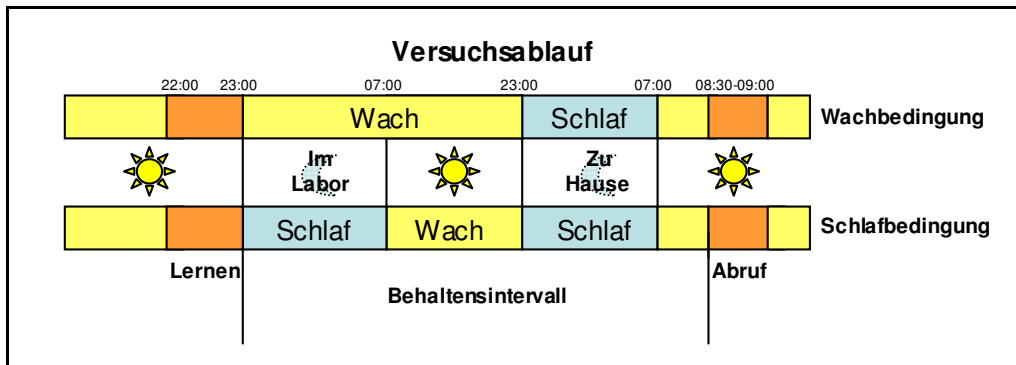 Versuchsablauf
22:00 23:00 07:00 23:00 07:00 08:30-09:00
Wach Schlaf Wachbedingung
Im Zu
Labor Hause
Schlaf Wach Schlaf Schlafbedingung
Lernen Abruf
Behaltensintervall